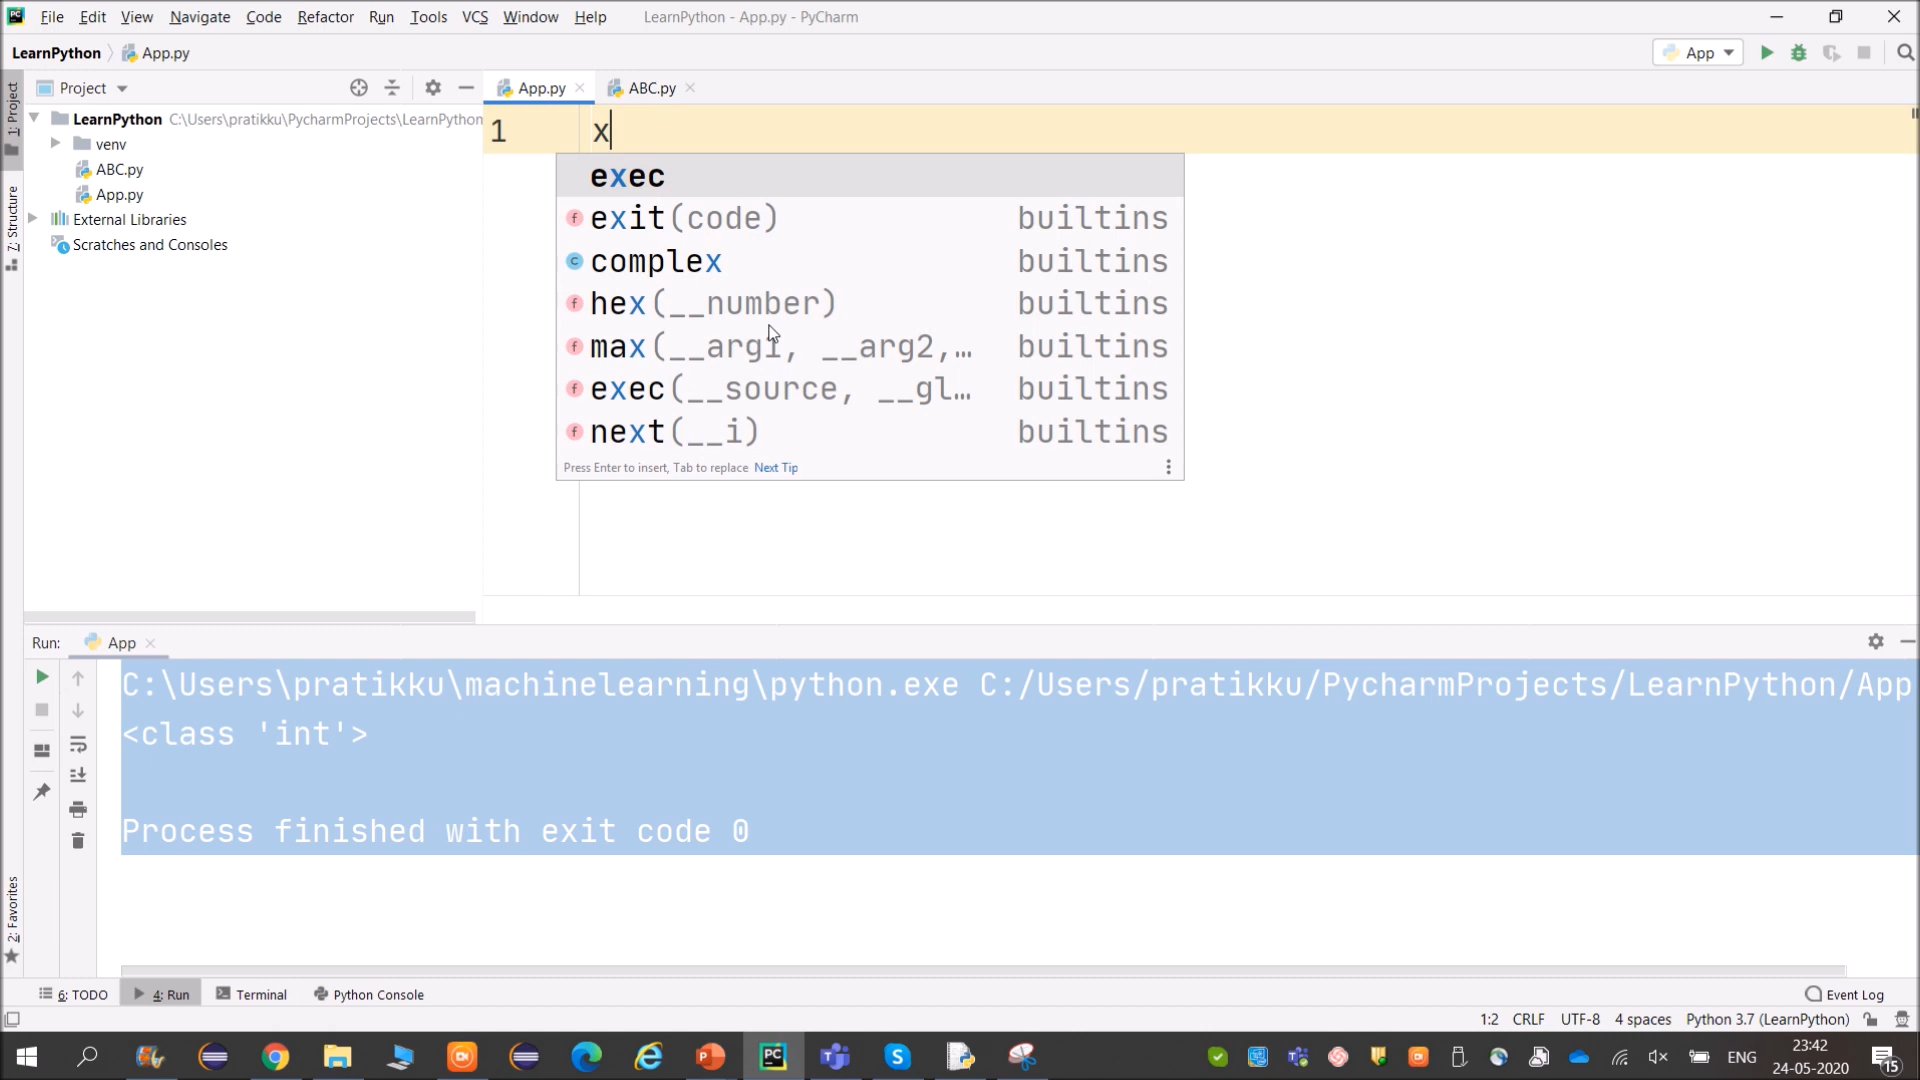 File Edit View Navigate Code Refactor Run Tools VCS Window Help LearnPython - App.py - PyCharm
LearnPython App.py App
1: Project
7: Structure
2: Favorites
Project
LearnPython C:\Users\pratikku\PycharmProjects\LearnPython
venv
ABC.py
App.py
External Libraries
Scratches and Consoles
App.py ABC.py
1 x
exec
exit(code) builtins
complex builtins
hex(__number) builtins
max(__arg1, __arg2,… builtins
exec(__source, __gl… builtins
next(__i) builtins
Press Enter to insert, Tab to replace Next Tip
Run: App
C:\Users\pratikku\machinelearning\python.exe C:/Users/pratikku/PycharmProjects/LearnPython/App
<class 'int'>
Process finished with exit code 0
6: TODO 4: Run Terminal Python Console Event Log
1:2 CRLF UTF-8 4 spaces Python 3.7 (LearnPython)
ENG
23:42
24-05-2020
15